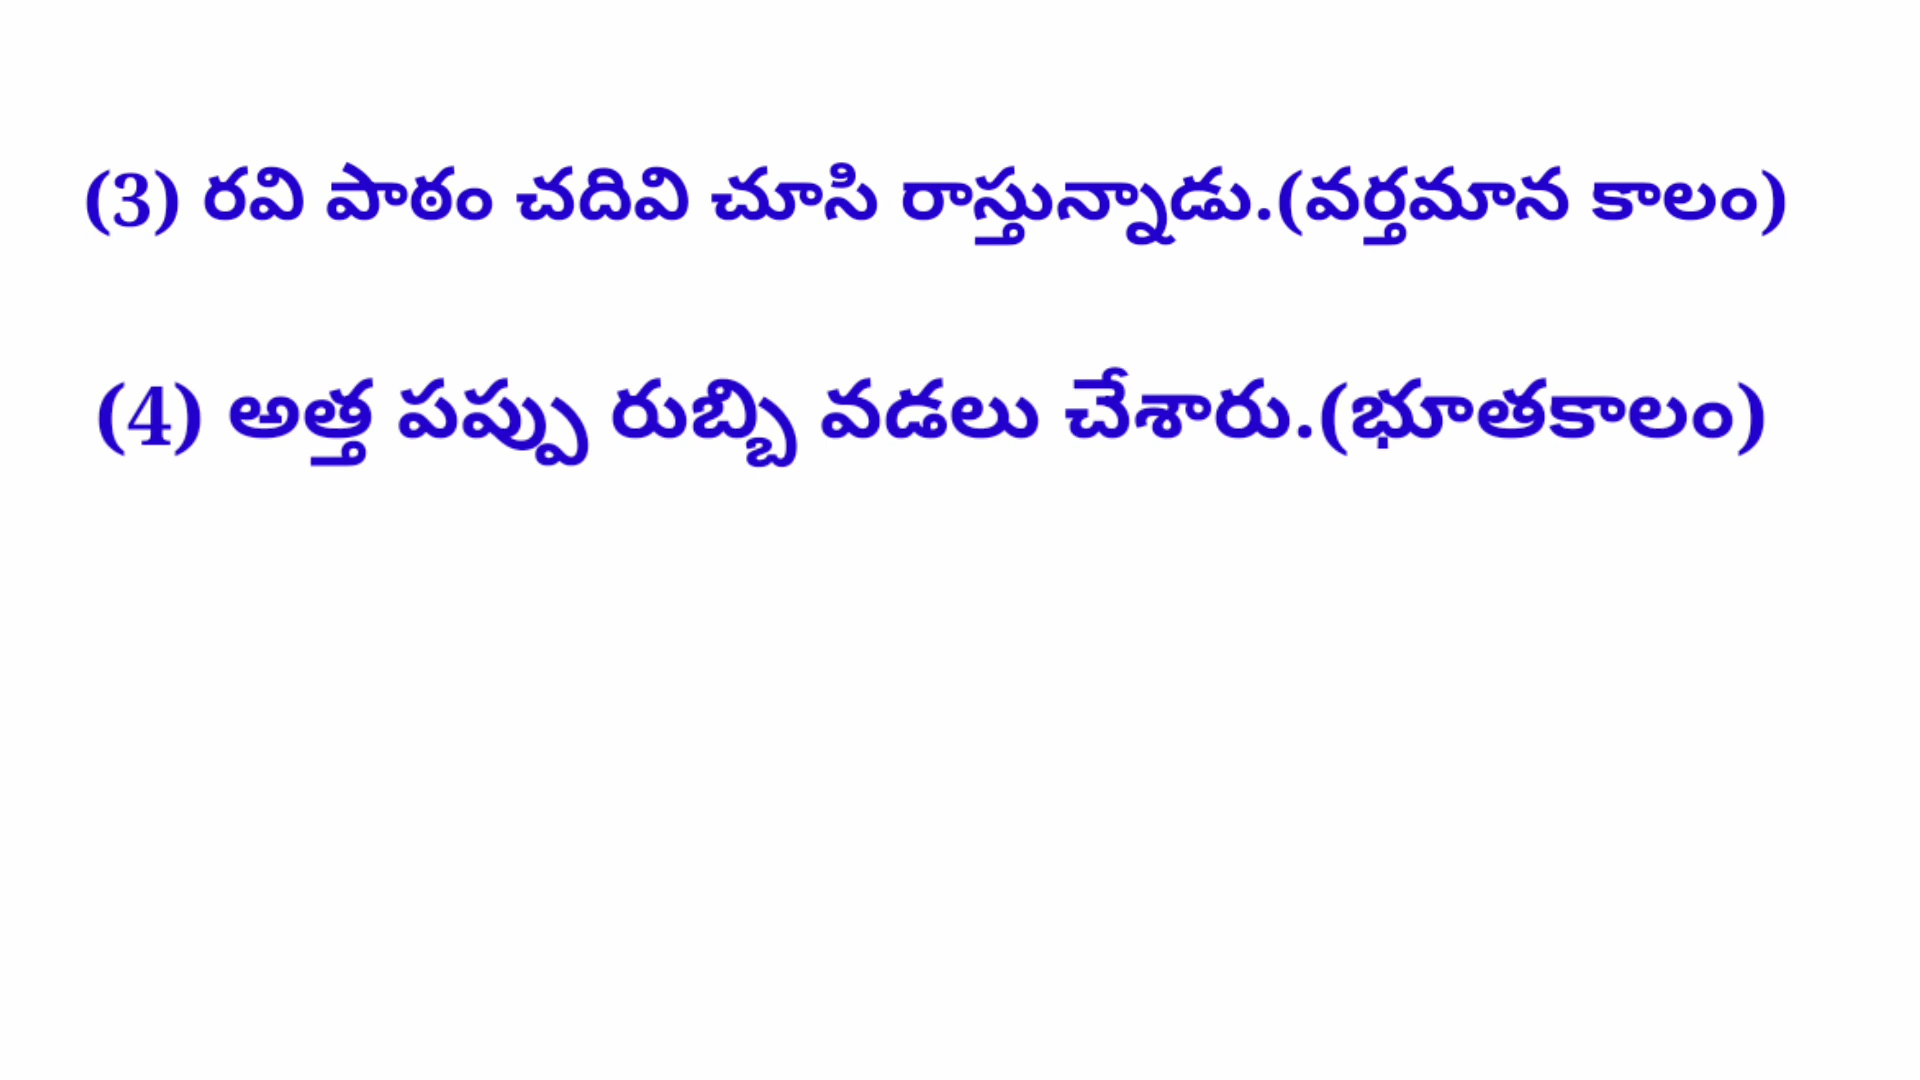 (3) రవి పాఠం చదివి చూసి రాస్తున్నాడు.(వర్తమాన కాలం)
(4) అత్త పప్పు రుబ్బి వడలు చేశారు.(భూతకాలం)